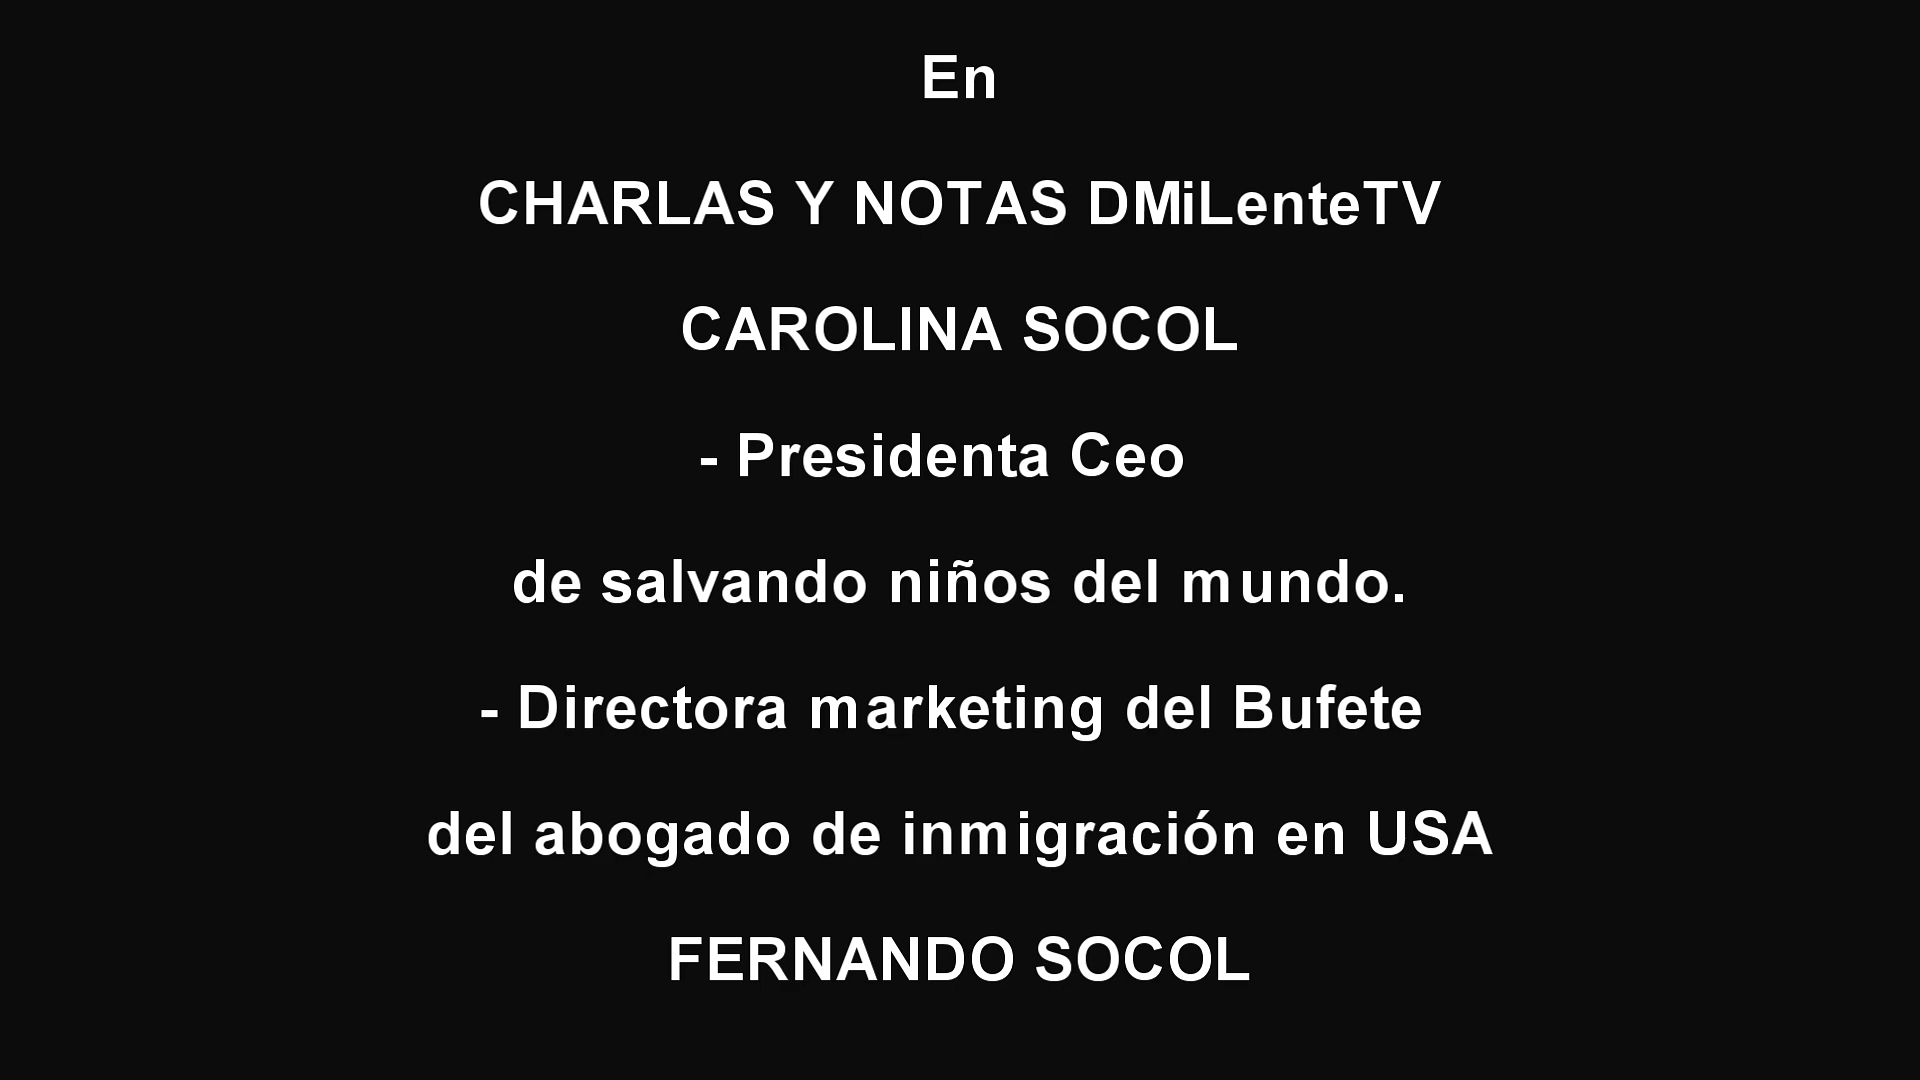 En
CHARLAS Y NOTAS DMiLenteTV
CAROLINA SOCOL
- Presidenta Ceo
de salvando niños del mundo.
- Directora marketing del Bufete
del abogado de inmigración en USA
FERNANDO SOCOL